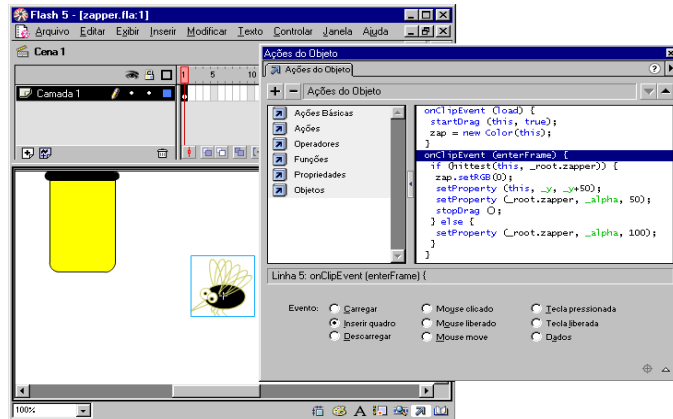 Flash 5 - [zapper.fla:1]
Arquivo Editar Exibir Inserir Modificar Texto Controlar Janela Ajuda
Cena 1
1 5 10
Camada 1
100%
Ações do Objeto
Ações do Objeto
?
+ − Ações do Objeto
Ações Básicas
Ações
Operadores
Funções
Propriedades
Objetos
onClipEvent (load) {
startDrag (this, true);
zap = new Color(this);
}
onClipEvent (enterFrame) {
if (hittest(this, _root.zapper)) {
zap.setRGB(0);
setProperty (this, _y, _y+50);
setProperty (_root.zapper, _alpha, 50);
stopDrag ();
} else {
setProperty (_root.zapper, _alpha, 100);
}
}
Linha 5: onClipEvent (enterFrame) {
Evento: Carregar Mouse clicado Tecla pressionada
Inserir quadro Mouse liberado Tecla liberada
Descarregar Mouse move Dados